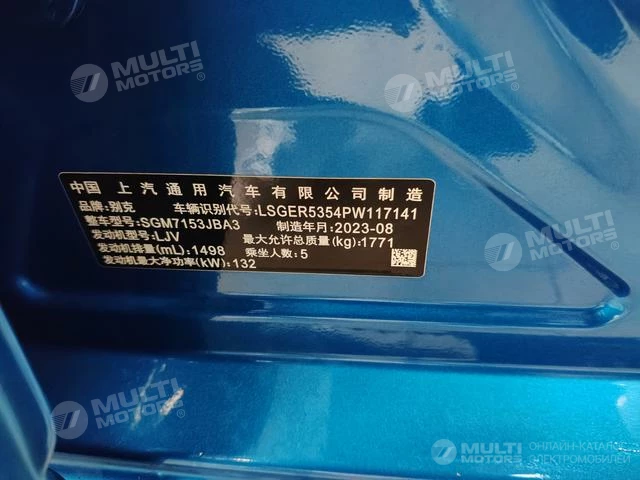 MULTI
MOTORS®
MULTI
MOTORS®
中国 上汽通用汽车有限公司制造
品牌:别克 车辆识别代号:LSGER5354PW117141
整车型号:SGM7153JBA3 制造年月:2023-08
发动机型号:LJV 最大允许总质量(kg):1771
发动机排量(mL):1498 乘坐人数:5
发动机最大净功率(kW):132
MULTI
MOTORS®
MULTI
MOTORS®
ОНЛАЙН-КАТАЛОГ
ЭЛЕКТРОМОБИЛЕЙ